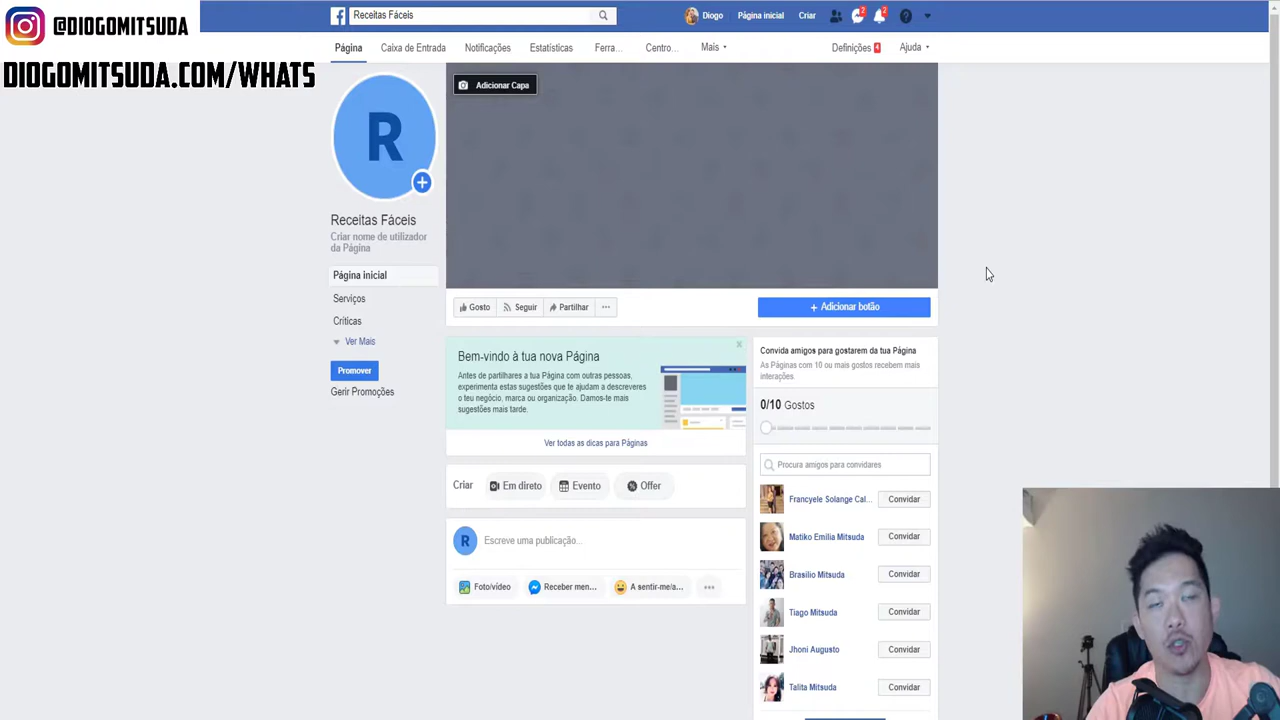 @DIOGOMITSUDA
DIOGOMITSUDA.COM/WHATS
Receitas Fáceis
Diogo
Página inicial
Criar
2
2
Página
Caixa de Entrada
Notificações
Estatísticas
Ferra...
Centro...
Mais
Definições 4
Ajuda
Adicionar Capa
R
Receitas Fáceis
Criar nome de utilizador
da Página
Página inicial
Serviços
Críticas
Ver Mais
Promover
Gerir Promoções
Gosto
Seguir
Partilhar
...
+ Adicionar botão
Bem-vindo à tua nova Página
Antes de partilhares a tua Página com outras pessoas,
experimenta estas sugestões que te ajudam a descreveres
o teu negócio, marca ou organização. Damos-te mais
sugestões mais tarde.
Ver todas as dicas para Páginas
Criar
Em direto
Evento
Offer
R
Escreve uma publicação...
Foto/vídeo
Receber men...
A sentir-me/a...
...
Convida amigos para gostarem da tua Página
As Páginas com 10 ou mais gostos recebem mais
interações
0/10 Gostos
Procura amigos para convidares
Francyele Solange Cal...
Convidar
Matiko Emília Mitsuda
Convidar
Brasilio Mitsuda
Convidar
Tiago Mitsuda
Convidar
Jhoni Augusto
Convidar
Talita Mitsuda
Convidar